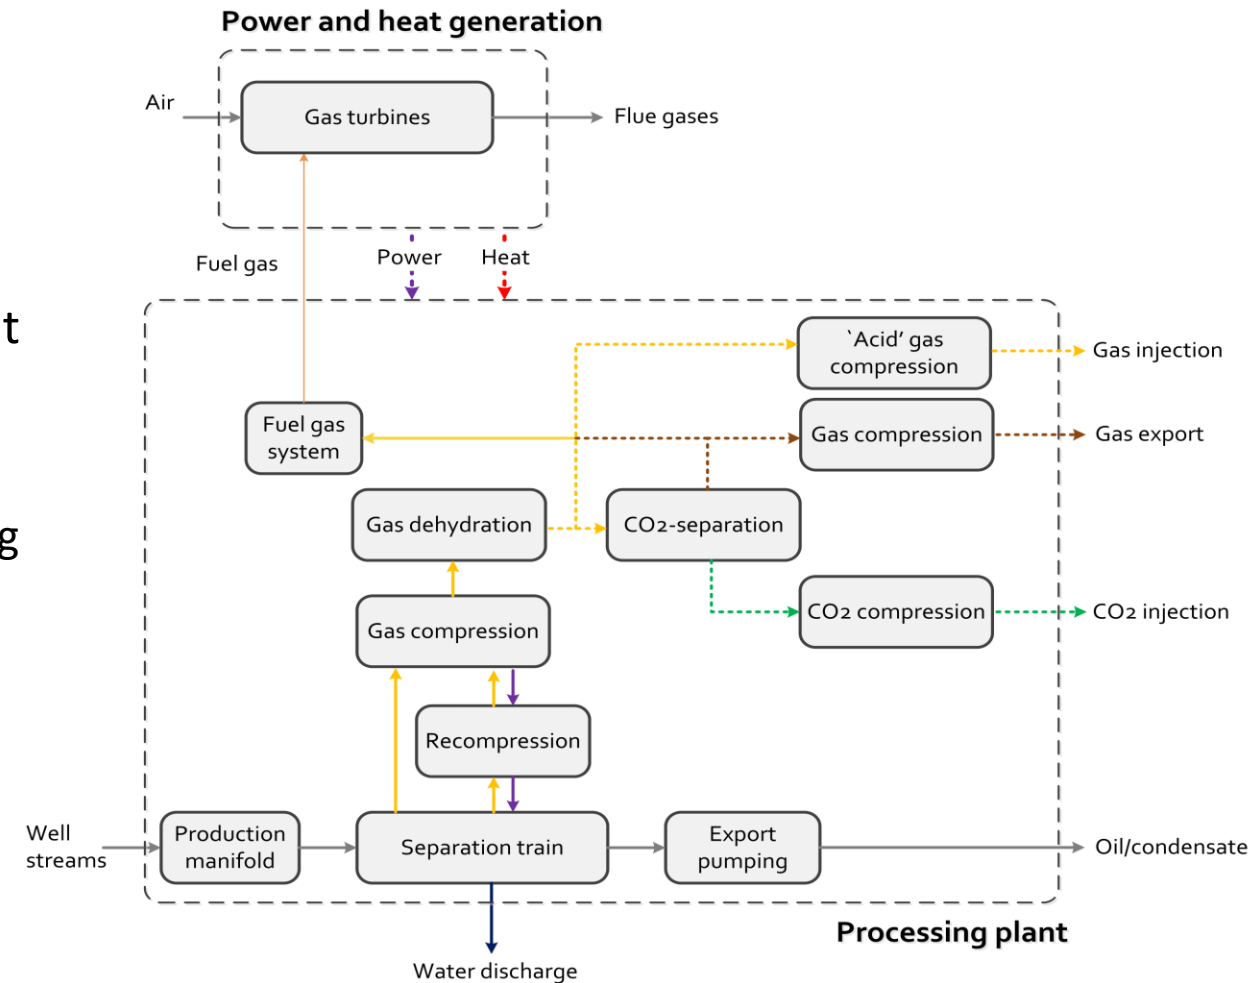 Power and heat generation
Air
Gas turbines
Flue gases
Fuel gas
Power
Heat
t
`Acid’ gas
compression
Gas injection
Fuel gas
system
Gas compression
Gas export
g
Gas dehydration
CO2-separation
Gas compression
CO2 compression
CO2 injection
Recompression
Well
streams
Production
manifold
Separation train
Export
pumping
Oil/condensate
Processing plant
Water discharge